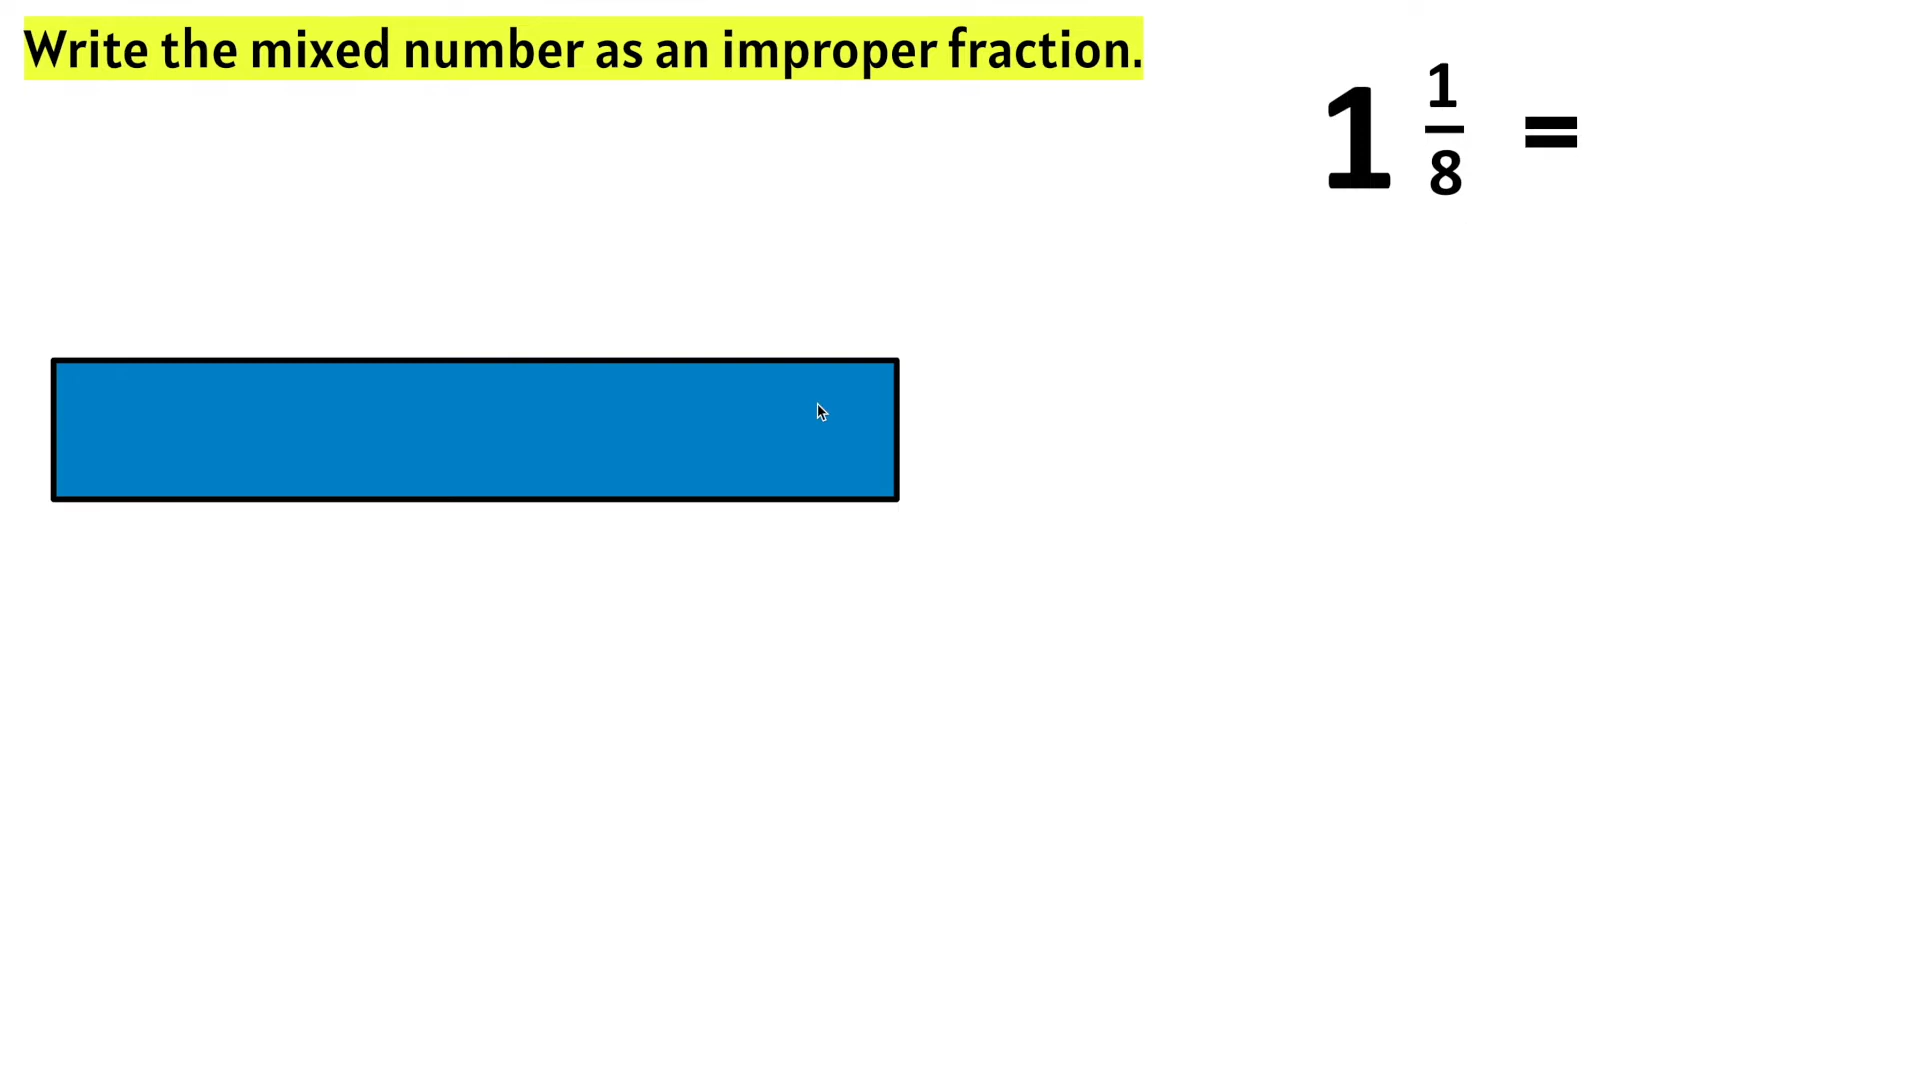 Write the mixed number as an improper fraction.
1 1/8 =